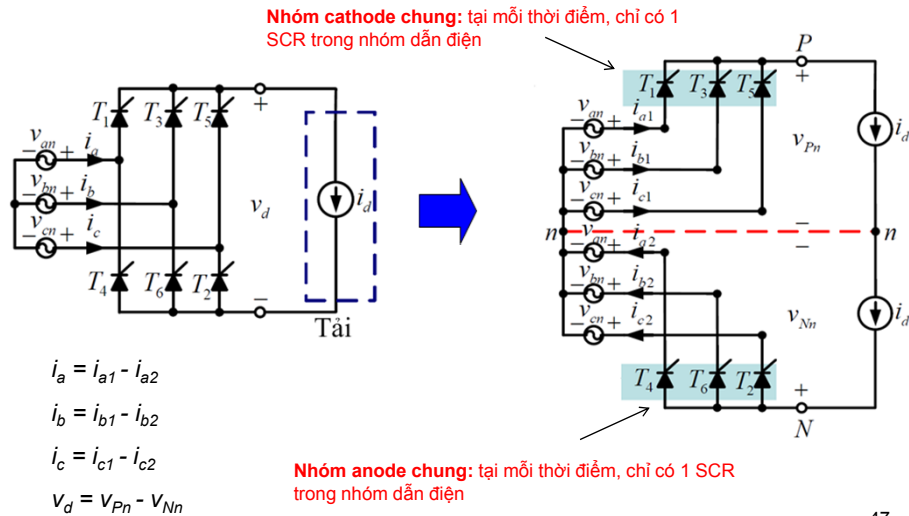 Nhóm cathode chung: tại mỗi thời điểm, chỉ có 1
SCR trong nhóm dẫn điện
T1 T3 T5
+
van
− + ia
vbn
− + ib
vcn
− + ic
vd
id
T4 T6 T2
−
Tải
P
+
T1 T3 T5
van
− + ia1
vbn
− + ib1
vcn
− + ic1
vPn
id
n
−
n
−
van
− + ia2
vbn
− + ib2
vcn
− + ic2
vNn
id
T4 T6 T2
+
N
ia = ia1 - ia2
ib = ib1 - ib2
ic = ic1 - ic2
vd = vPn - vNn
Nhóm anode chung: tại mỗi thời điểm, chỉ có 1 SCR
trong nhóm dẫn điện